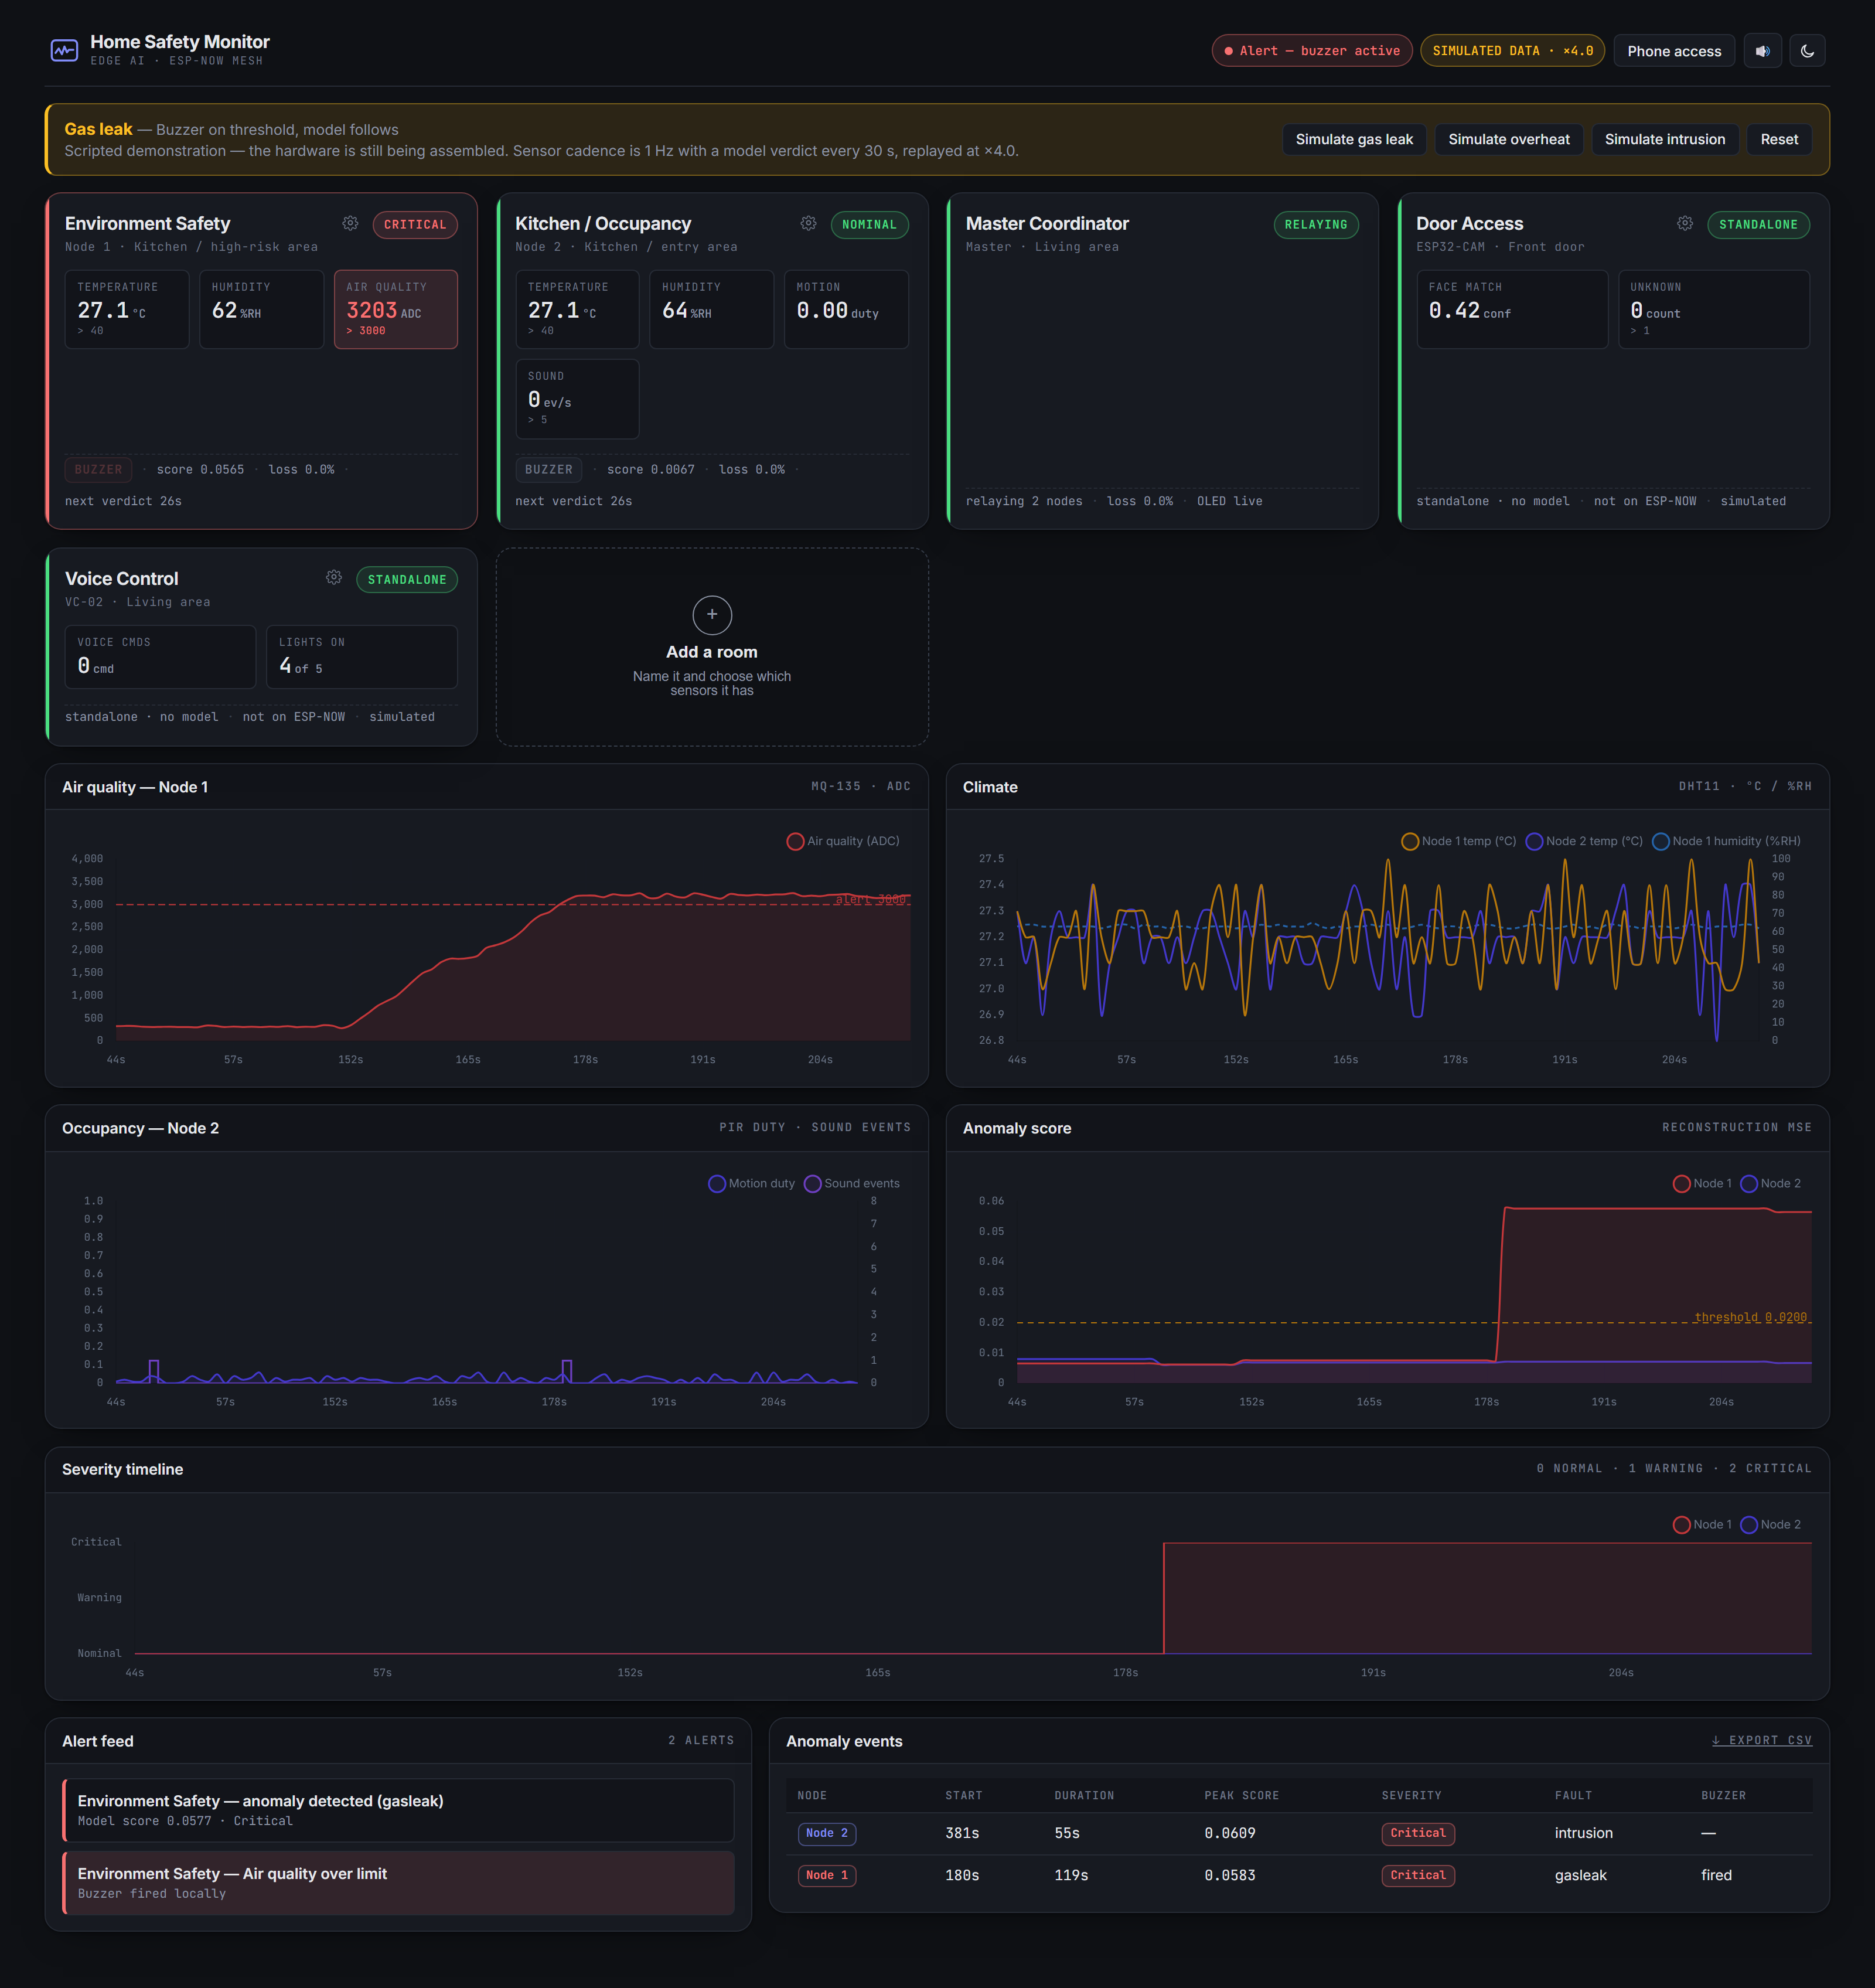 Home Safety Monitor
EDGE AI · ESP-NOW MESH
Alert — buzzer active
SIMULATED DATA · ×4.0
Phone access
Gas leak — Buzzer on threshold, model follows
Scripted demonstration — the hardware is still being assembled. Sensor cadence is 1 Hz with a model verdict every 30 s, replayed at ×4.0.
Simulate gas leak
Simulate overheat
Simulate intrusion
Reset
Environment Safety
CRITICAL
Node 1 · Kitchen / high-risk area
TEMPERATURE
27.1 °C
> 40
HUMIDITY
62 %RH
AIR QUALITY
3203 ADC
> 3000
BUZZER · score 0.0565 · loss 0.0% ·
next verdict 26s
Kitchen / Occupancy
NOMINAL
Node 2 · Kitchen / entry area
TEMPERATURE
27.1 °C
> 40
HUMIDITY
64 %RH
MOTION
0.00 duty
SOUND
0 ev/s
> 5
BUZZER · score 0.0067 · loss 0.0% ·
next verdict 26s
Master Coordinator
RELAYING
Master · Living area
relaying 2 nodes · loss 0.0% · OLED live
Door Access
STANDALONE
ESP32-CAM · Front door
FACE MATCH
0.42 conf
UNKNOWN
0 count
> 1
standalone · no model · not on ESP-NOW · simulated
Voice Control
STANDALONE
VC-02 · Living area
VOICE CMDS
0 cmd
LIGHTS ON
4 of 5
standalone · no model · not on ESP-NOW · simulated
+
Add a room
Name it and choose which
sensors it has
Air quality — Node 1
MQ-135 · ADC
Air quality (ADC)
4,000
3,500
3,000
2,500
2,000
1,500
1,000
500
0
alert 3000
44s 57s 152s 165s 178s 191s 204s
Climate
DHT11 · °C / %RH
Node 1 temp (°C) Node 2 temp (°C) Node 1 humidity (%RH)
27.5
27.4
27.3
27.2
27.1
27.0
26.9
26.8
100
90
80
70
60
50
40
30
20
10
0
44s 57s 152s 165s 178s 191s 204s
Occupancy — Node 2
PIR DUTY · SOUND EVENTS
Motion duty Sound events
1.0
0.9
0.8
0.7
0.6
0.5
0.4
0.3
0.2
0.1
0
8
7
6
5
4
3
2
1
0
44s 57s 152s 165s 178s 191s 204s
Anomaly score
RECONSTRUCTION MSE
Node 1 Node 2
0.06
0.05
0.04
0.03
0.02
0.01
0
threshold 0.0200
44s 57s 152s 165s 178s 191s 204s
Severity timeline
0 NORMAL · 1 WARNING · 2 CRITICAL
Node 1 Node 2
Critical
Warning
Nominal
44s 57s 152s 165s 178s 191s 204s
Alert feed
2 ALERTS
Environment Safety — anomaly detected (gasleak)
Model score 0.0577 · Critical
Environment Safety — Air quality over limit
Buzzer fired locally
Anomaly events
↓ EXPORT CSV
NODE START DURATION PEAK SCORE SEVERITY FAULT BUZZER
Node 2 381s 55s 0.0609 Critical intrusion —
Node 1 180s 119s 0.0583 Critical gasleak fired